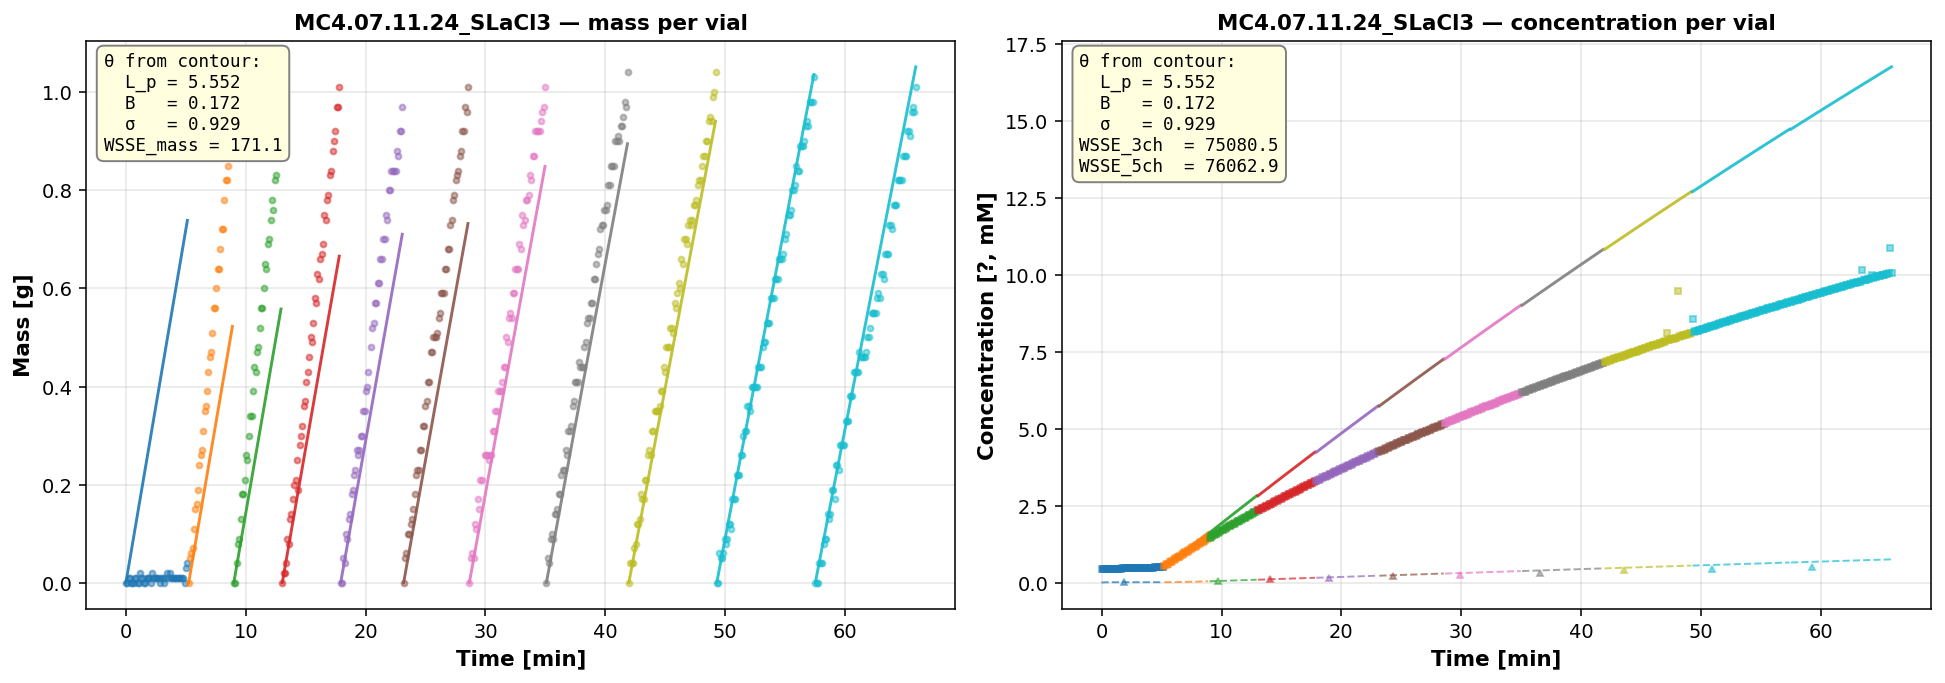 MC4.07.11.24_SLaCl3 — mass per vial
θ from contour:
L_p = 5.552
B = 0.172
σ = 0.929
WSSE_mass = 171.1
1.0
0.8
0.6
0.4
0.2
0.0
Mass [g]
0 10 20 30 40 50 60
Time [min]
MC4.07.11.24_SLaCl3 — concentration per vial
θ from contour:
L_p = 5.552
B = 0.172
σ = 0.929
WSSE_3ch = 75080.5
WSSE_5ch = 76062.9
17.5
15.0
12.5
10.0
7.5
5.0
2.5
0.0
Concentration [?, mM]
0 10 20 30 40 50 60
Time [min]